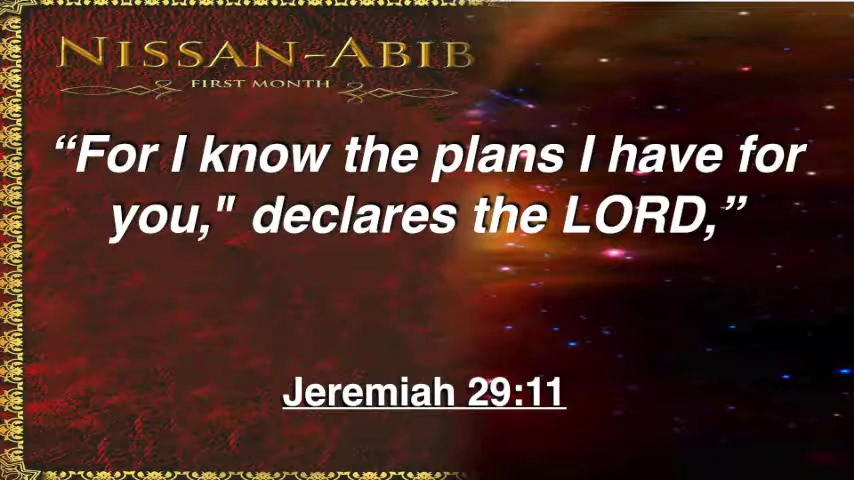 NISSAN-ABIB
FIRST MONTH
“For I know the plans I have for
you," declares the LORD,”
Jeremiah 29:11